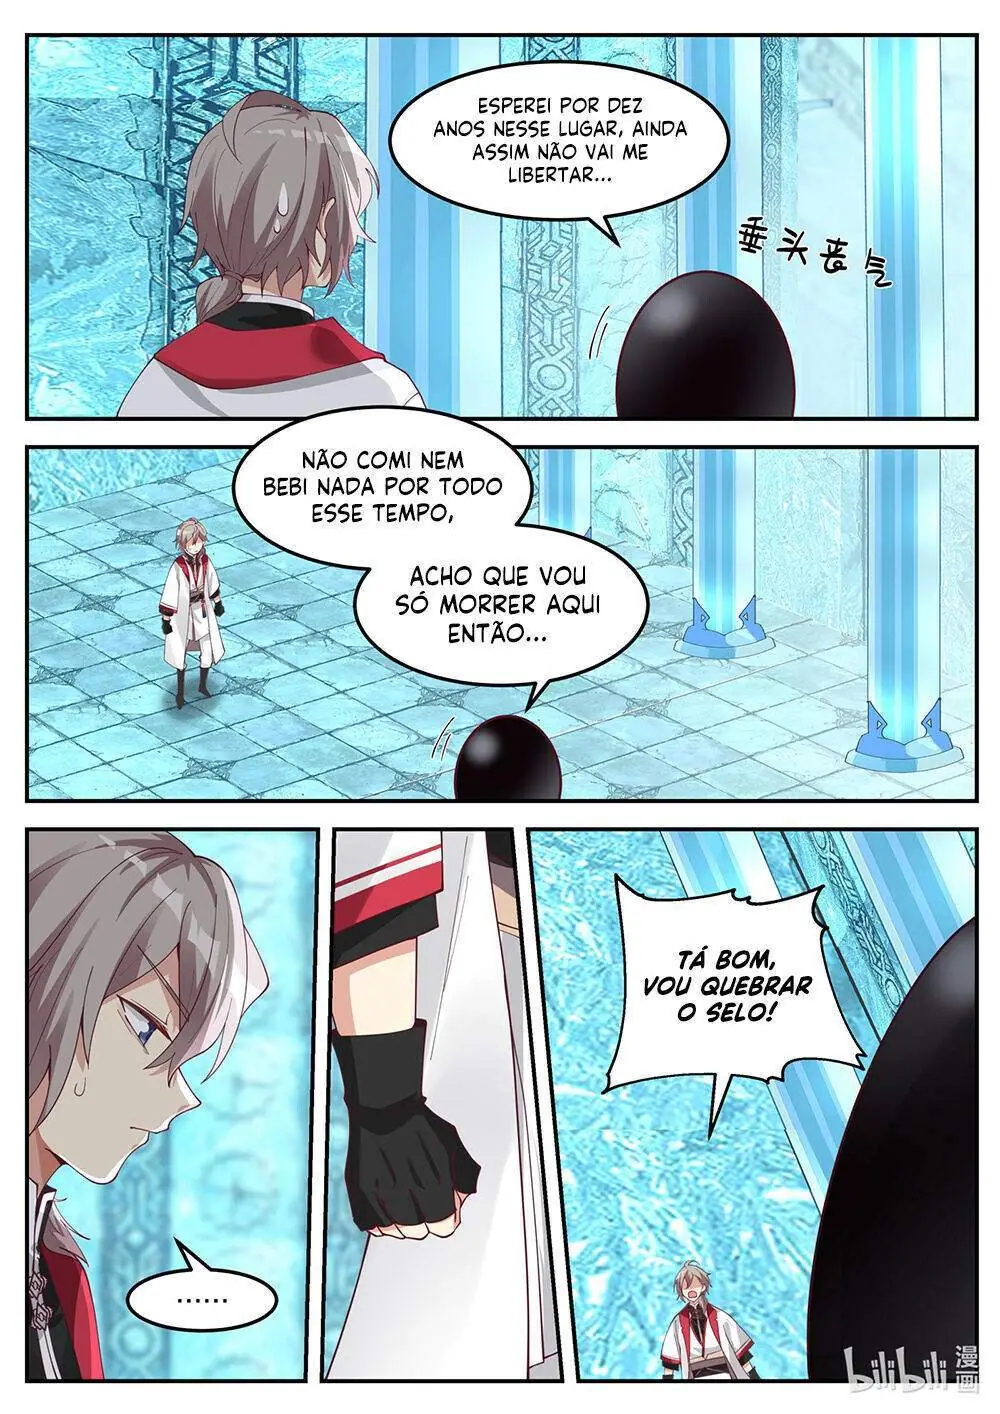 ESPEREI POR DEZ
ANOS NESSE LUGAR, AINDA
ASSIM NÃO VAI ME
LIBERTAR...
垂头丧气
NÃO COMI NEM
BEBI NADA POR TODO
ESSE TEMPO,
ACHO QUE VOU
SÓ MORRER AQUI
ENTÃO...
......
TÁ BOM,
VOU QUEBRAR
O SELO!
bilibili 漫画